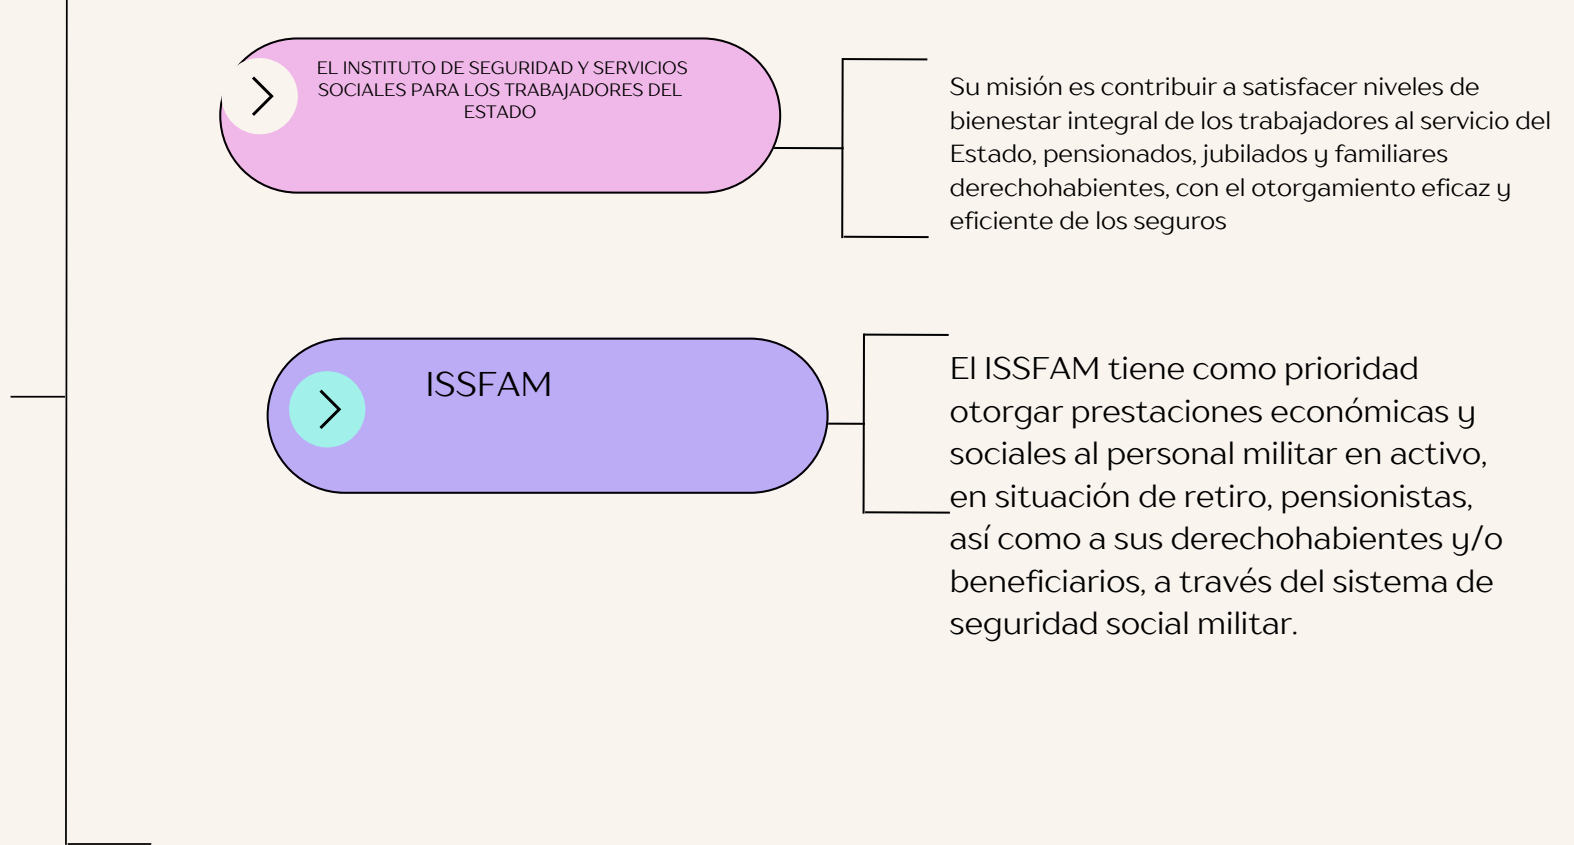 EL INSTITUTO DE SEGURIDAD Y SERVICIOS
SOCIALES PARA LOS TRABAJADORES DEL
ESTADO
Su misión es contribuir a satisfacer niveles de
bienestar integral de los trabajadores al servicio del
Estado, pensionados, jubilados y familiares
derechohabientes, con el otorgamiento eficaz y
eficiente de los seguros
ISSFAM
El ISSFAM tiene como prioridad
otorgar prestaciones económicas y
sociales al personal militar en activo,
en situación de retiro, pensionistas,
así como a sus derechohabientes y/o
beneficiarios, a través del sistema de
seguridad social militar.